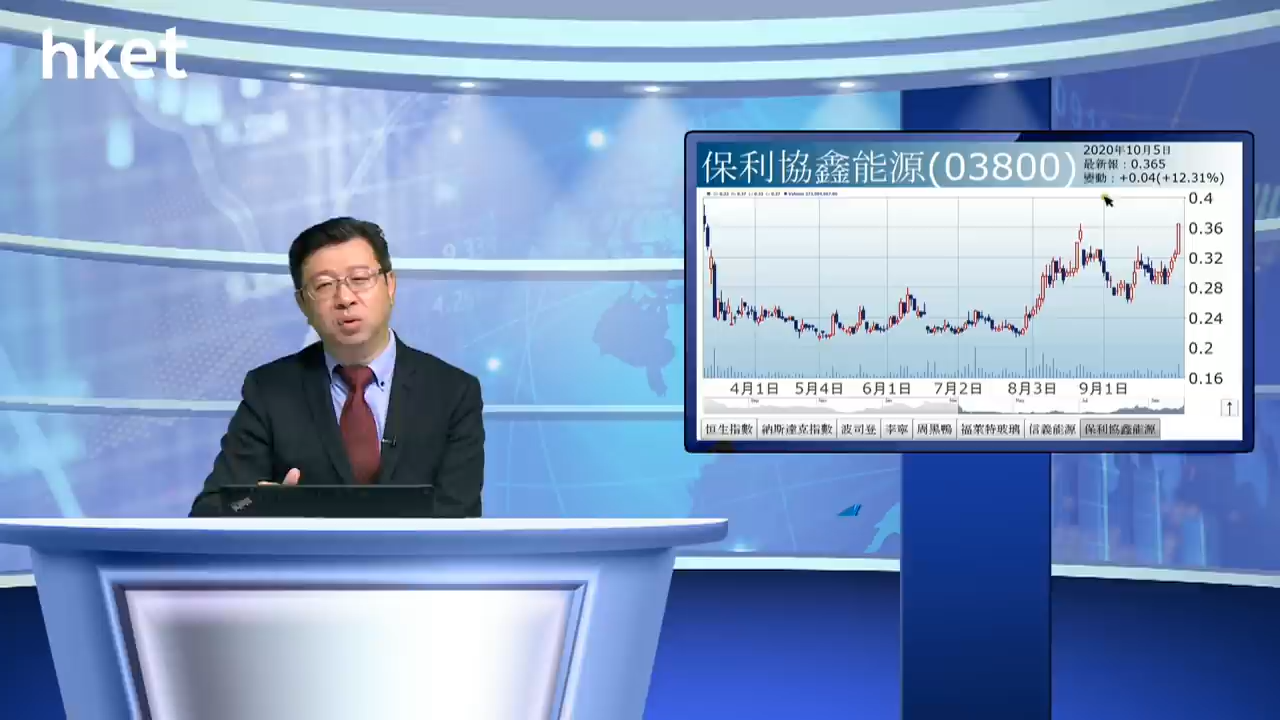 hket
保利協鑫能源(03800)
2020年10月5日
最新報：0.365
變動：+0.04(+12.31%)
0.4
0.36
0.32
0.28
0.24
0.2
0.16
4月1日 5月4日 6月1日 7月2日 8月3日 9月1日
↑
恒生指數 納斯達克指數 波司登 李寧 周黑鴨 福萊特玻璃 信義能源 保利協鑫能源